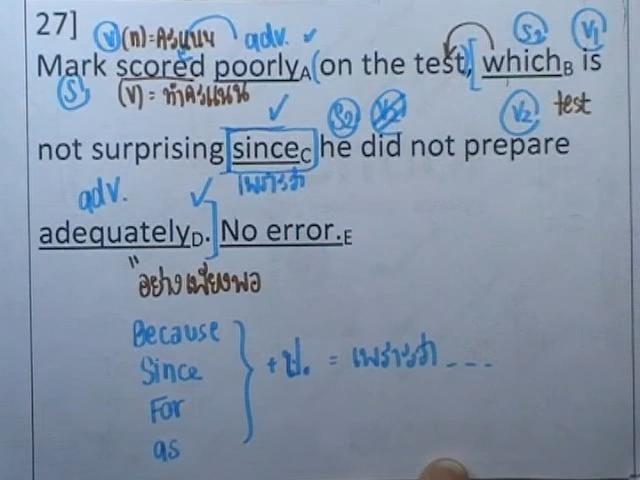 27]
V (n)=คะแนน adv. ✓ S2 V1
Mark scored poorlyA (on the test, [whichB is
S (V) = ทำคะแนน ✓ S2 V2 V2 test
not surprising sinceC he did not prepare
adv. ✓ เพราะว่า
adequatelyD.] No error.E
"อย่างเพียงพอ
Because
Since
For
as
} + ป. = เพราะว่า ---